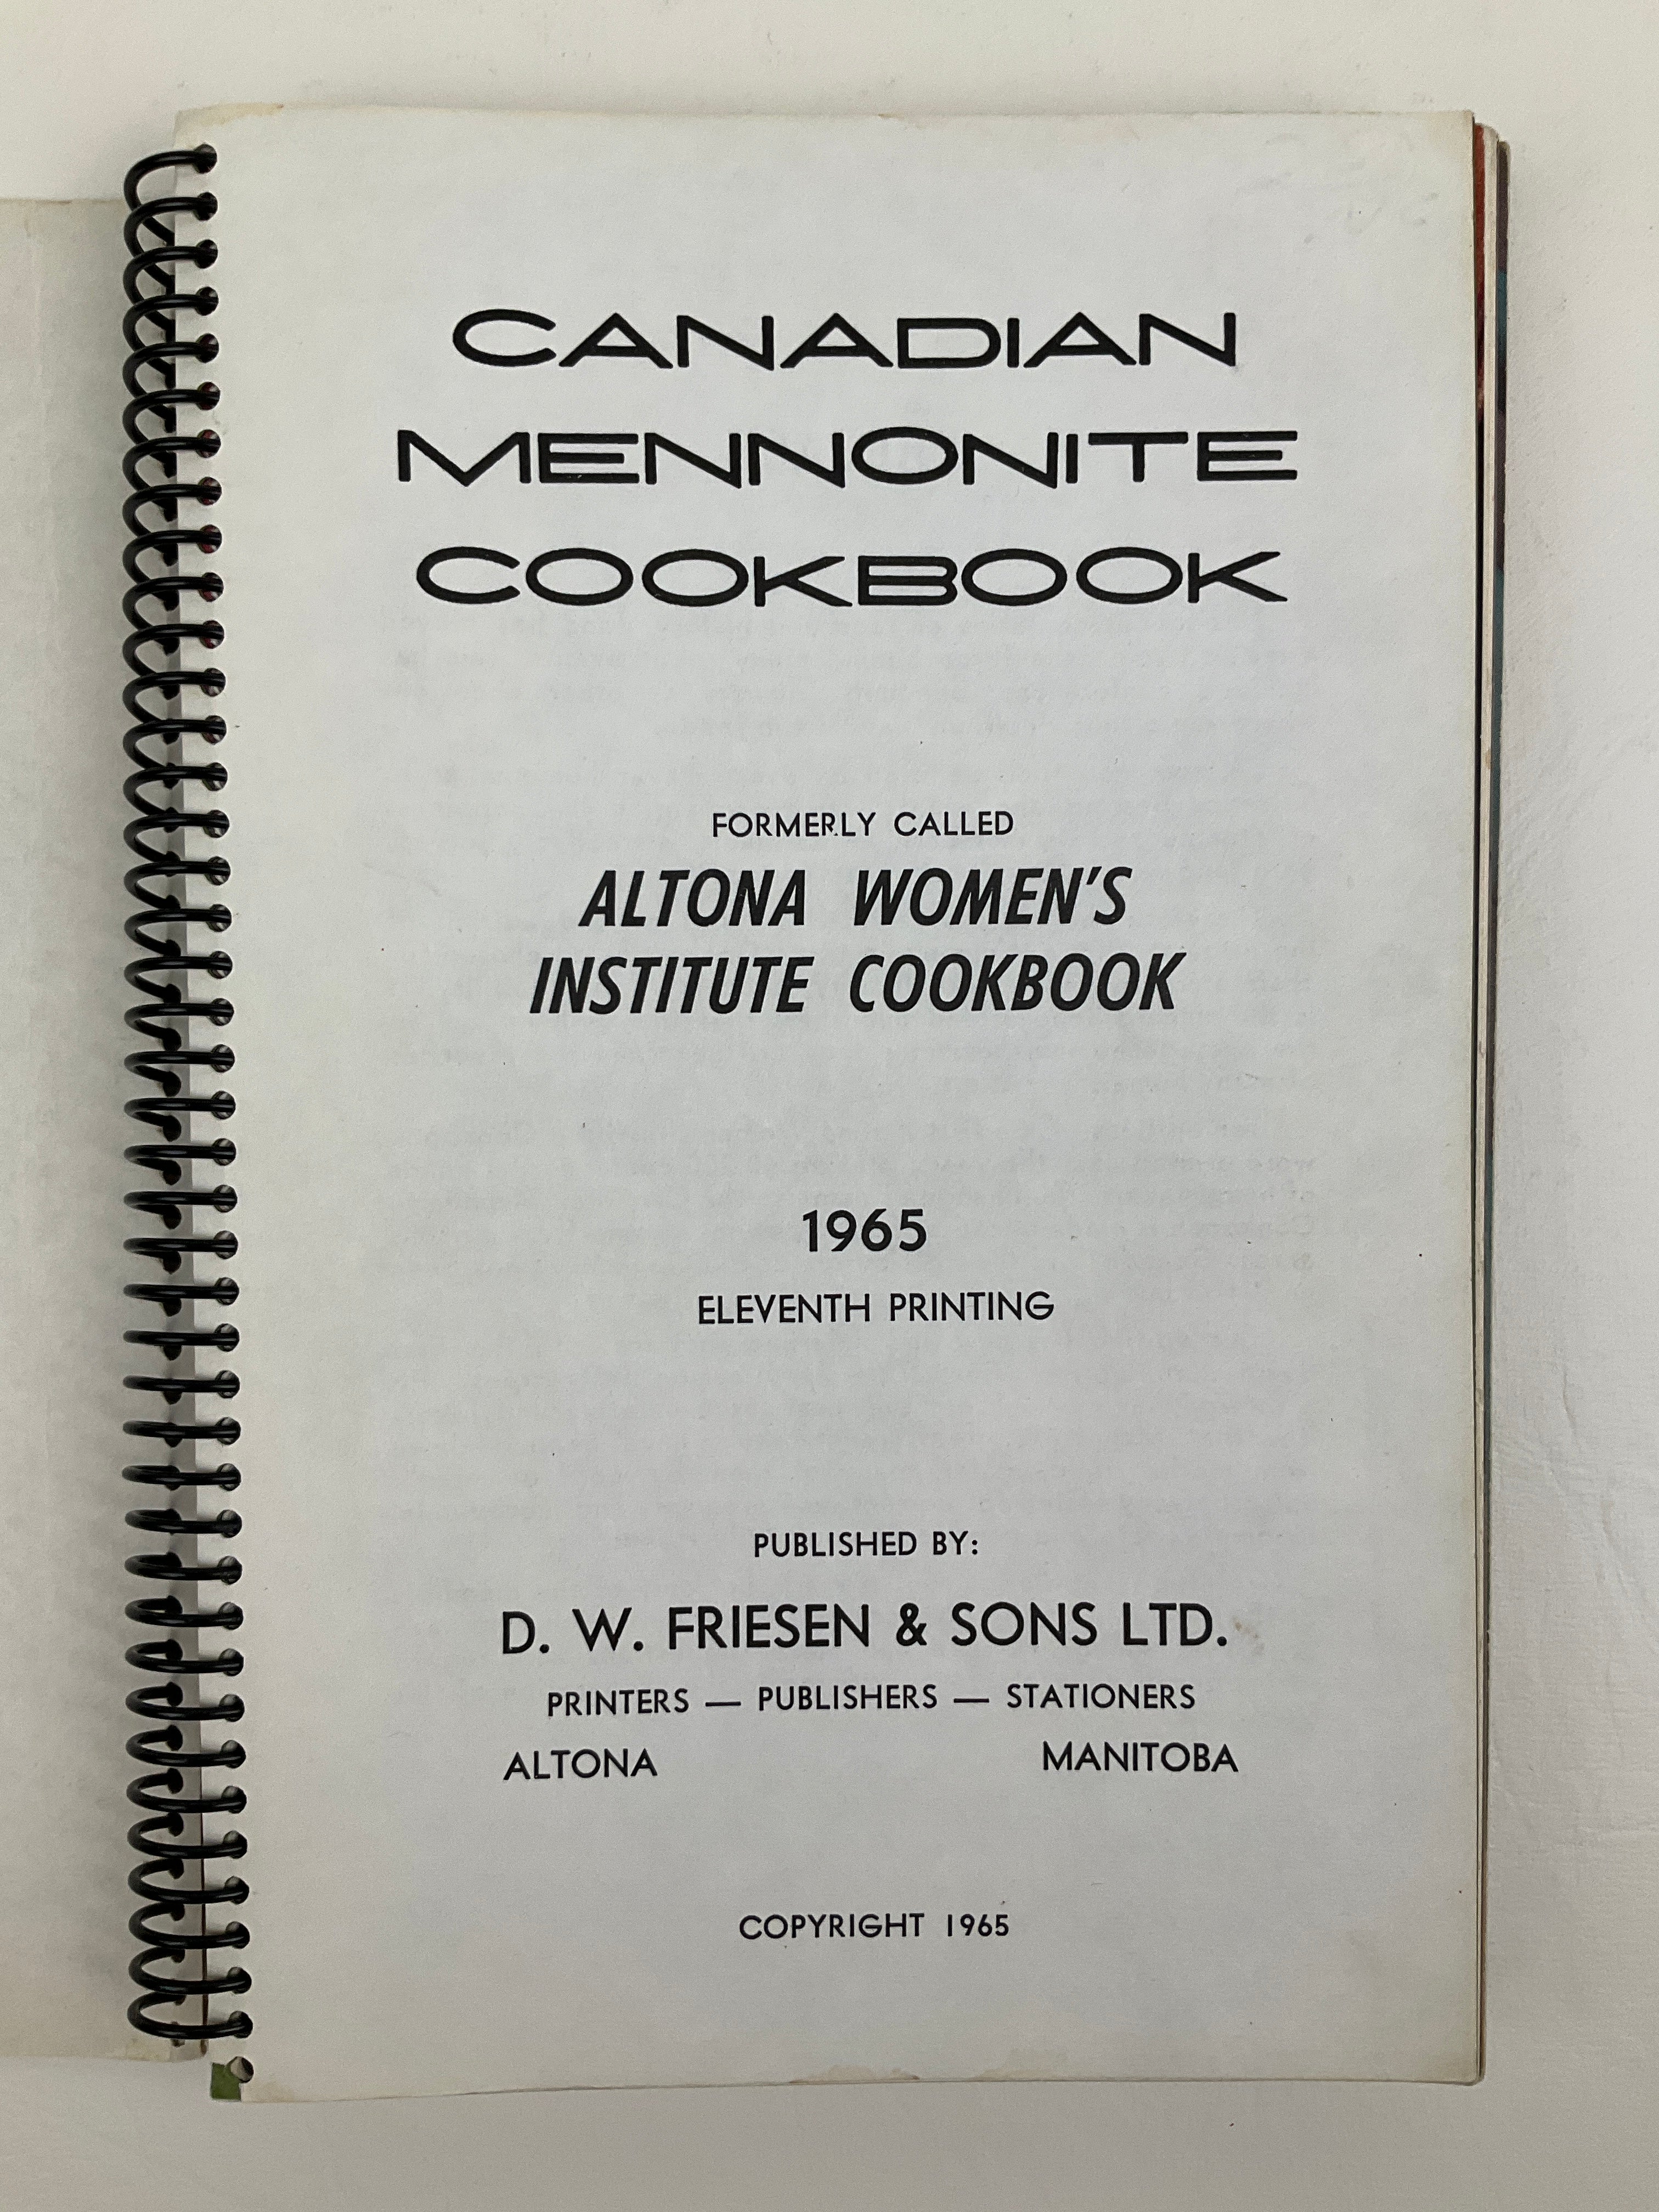 CANADIAN
MENNONITE
COOKBOOK
FORMERLY CALLED
ALTONA WOMEN'S
INSTITUTE COOKBOOK
1965
ELEVENTH PRINTING
PUBLISHED BY:
D. W. FRIESEN & SONS LTD.
PRINTERS — PUBLISHERS — STATIONERS
ALTONA MANITOBA
COPYRIGHT 1965